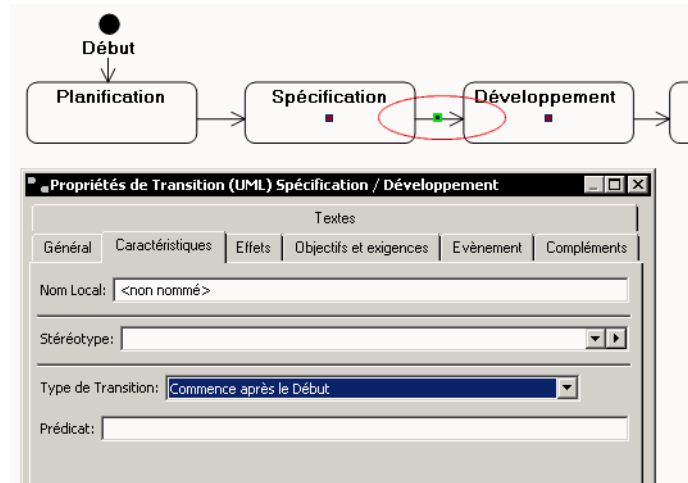 Début
Planification
Spécification
Développement
Propriétés de Transition (UML) Spécification / Développement
Textes
Général
Caractéristiques
Effets
Objectifs et exigences
Evènement
Compléments
Nom Local: <non nommé>
Stéréotype:
Type de Transition: Commence après le Début
Prédicat: